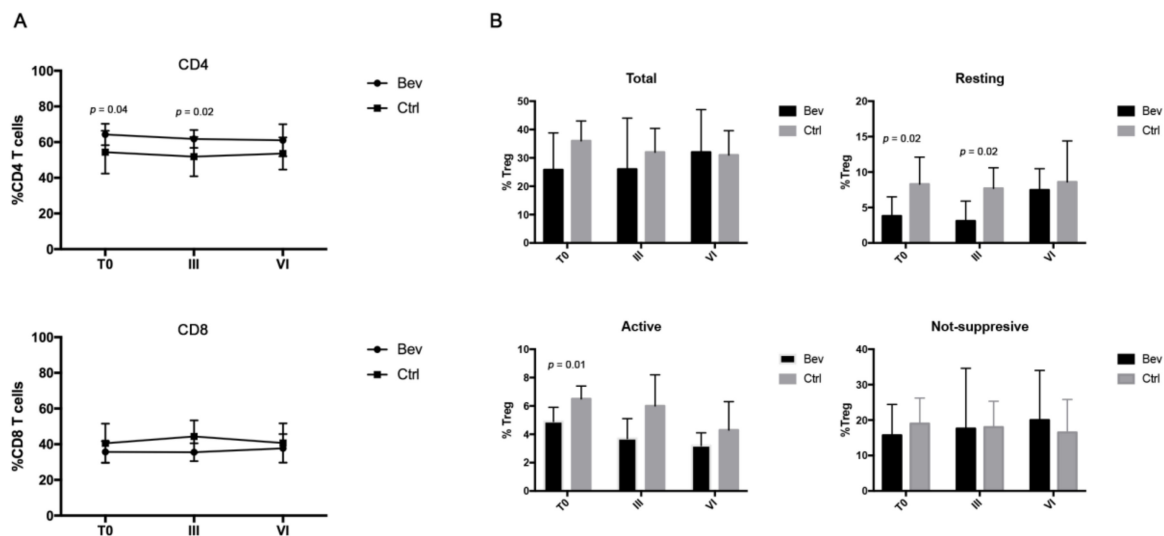 A
CD4
100
80
60
40
20
0
%CD4 T cells
p = 0.04
p = 0.02
T0
III
VI
Bev
Ctrl
CD8
100
80
60
40
20
0
%CD8 T cells
T0
III
VI
Bev
Ctrl
B
Total
50
40
30
20
10
0
% Treg
T0
III
VI
Bev
Ctrl
Resting
20
15
10
5
0
%Treg
p = 0.02
p = 0.02
T0
III
VI
Bev
Ctrl
Active
10
8
6
4
2
0
% Treg
p = 0.01
T0
III
VI
Bev
Ctrl
Not-suppresive
40
30
20
10
0
%Treg
T0
III
VI
Bev
Ctrl